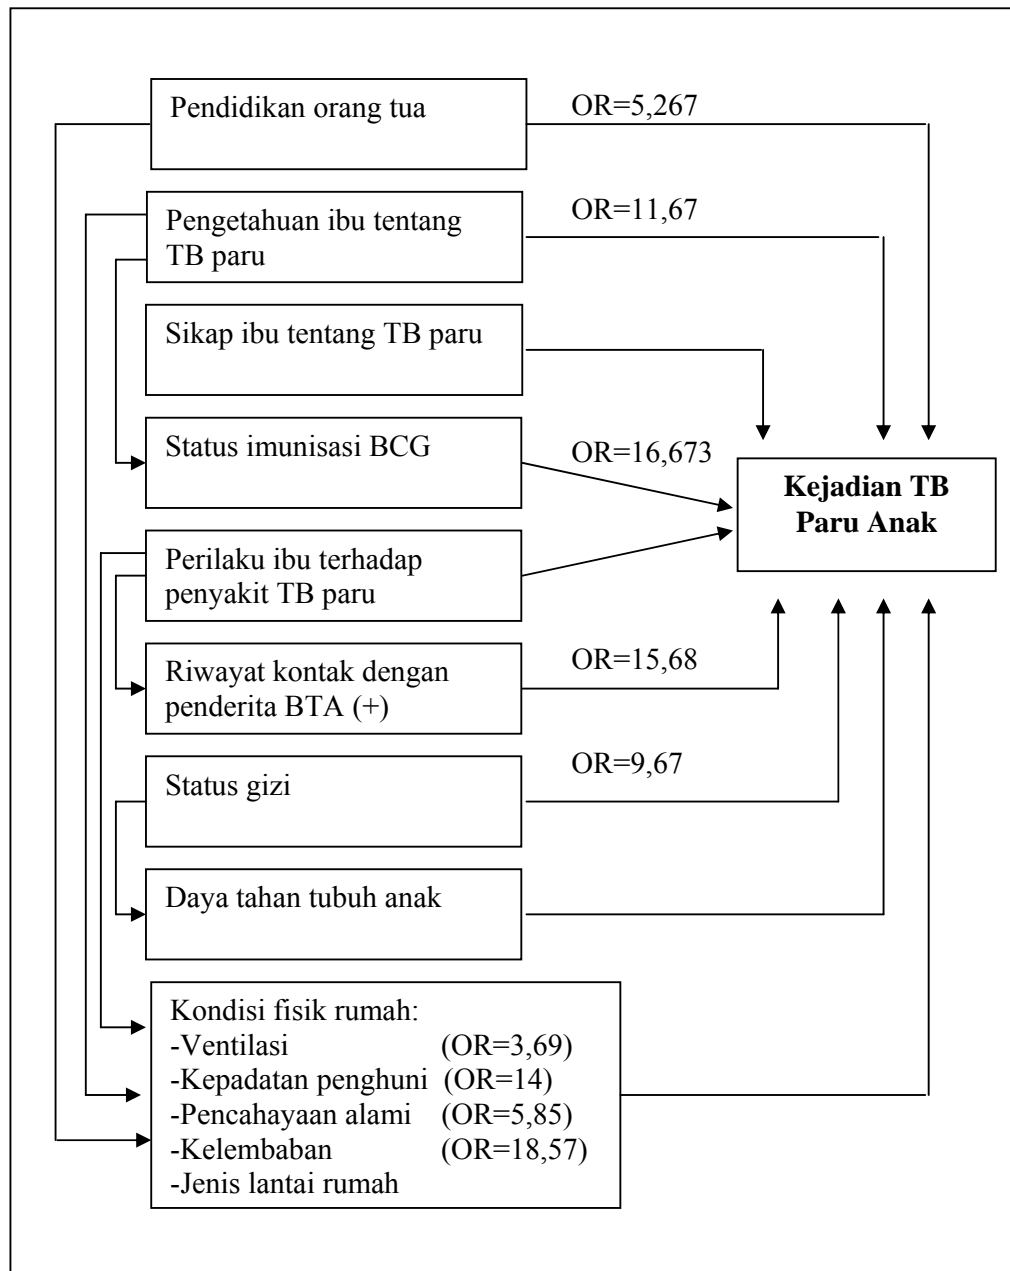 Pendidikan orang tua
OR=5,267
Pengetahuan ibu tentang
TB paru
OR=11,67
Sikap ibu tentang TB paru
Status imunisasi BCG
OR=16,673
Kejadian TB
Paru Anak
Perilaku ibu terhadap
penyakit TB paru
Riwayat kontak dengan
penderita BTA (+)
OR=15,68
Status gizi
OR=9,67
Daya tahan tubuh anak
Kondisi fisik rumah:
-Ventilasi (OR=3,69)
-Kepadatan penghuni (OR=14)
-Pencahayaan alami (OR=5,85)
-Kelembaban (OR=18,57)
-Jenis lantai rumah